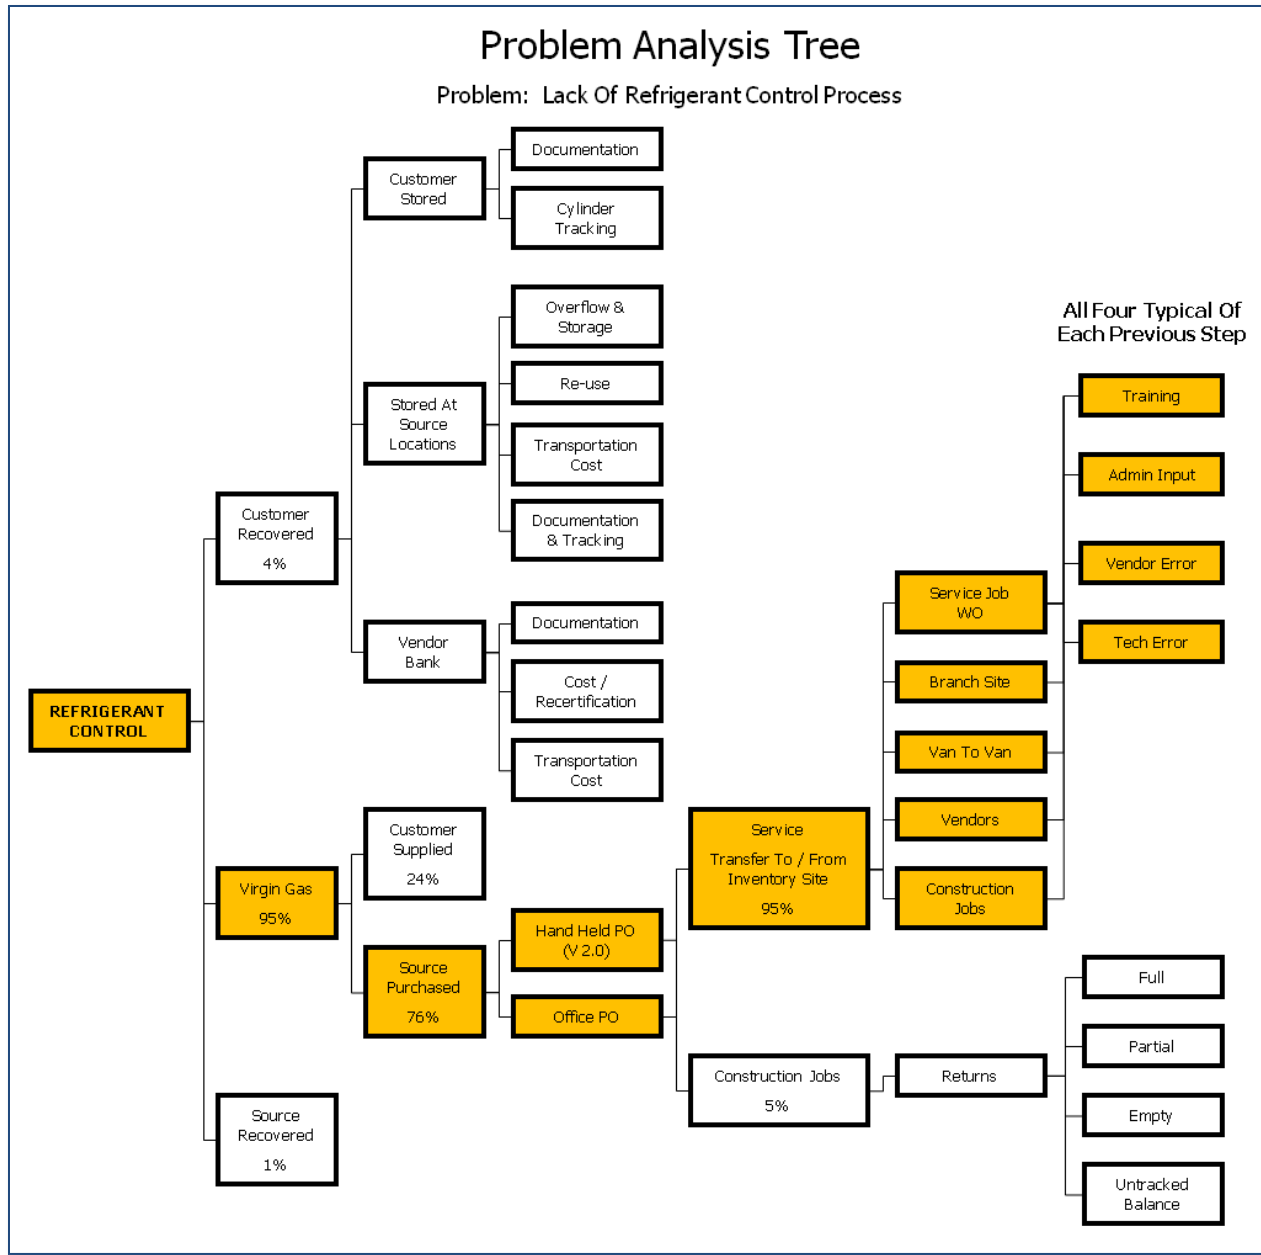 Problem Analysis Tree
Problem: Lack Of Refrigerant Control Process
REFRIGERANT
CONTROL
Customer
Recovered
4%
Virgin Gas
95%
Source
Recovered
1%
Customer
Stored
Stored At
Source
Locations
Vendor
Bank
Customer
Supplied
24%
Source
Purchased
76%
Documentation
Cylinder
Tracking
Overflow &
Storage
Re-use
Transportation
Cost
Documentation
& Tracking
Documentation
Cost /
Recertification
Transportation
Cost
Hand Held PO
(V 2.0)
Office PO
Service
Transfer To / From
Inventory Site
95%
Construction Jobs
5%
Service Job
WO
Branch Site
Van To Van
Vendors
Construction
Jobs
Returns
All Four Typical Of
Each Previous Step
Training
Admin Input
Vendor Error
Tech Error
Full
Partial
Empty
Untracked
Balance